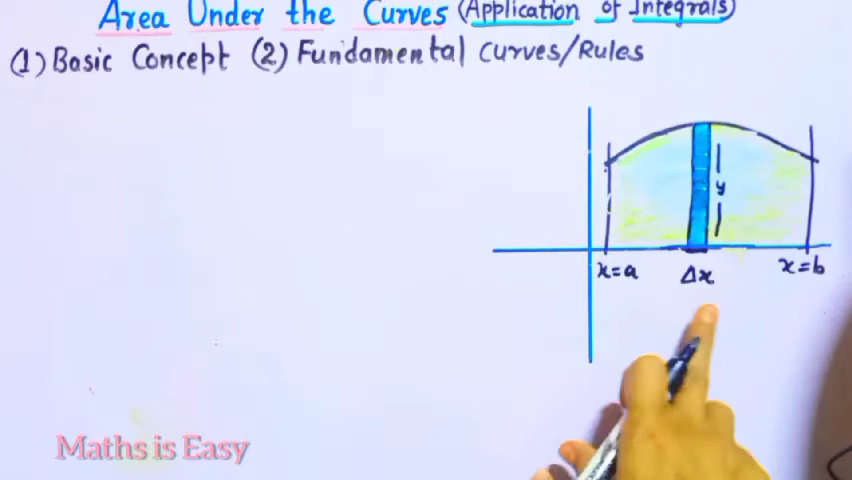 Area Under the Curves (Application of Integrals)
(1) Basic Concept (2) Fundamental Curves/Rules
y
x=a Δx x=b
Maths is Easy